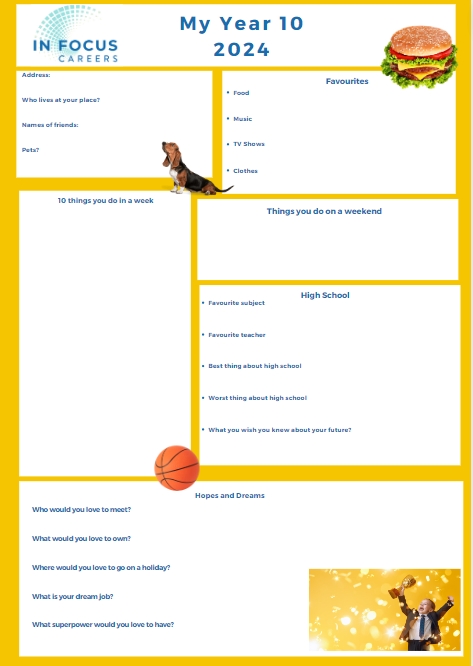 IN FOCUS
CAREERS
My Year 10
2024
Address:
Who lives at your place?
Names of friends:
Pets?
Favourites
• Food
• Music
• TV Shows
• Clothes
10 things you do in a week
Things you do on a weekend
High School
• Favourite subject
• Favourite teacher
• Best thing about high school
• Worst thing about high school
• What you wish you knew about your future?
Hopes and Dreams
Who would you love to meet?
What would you love to own?
Where would you love to go on a holiday?
What is your dream job?
What superpower would you love to have?